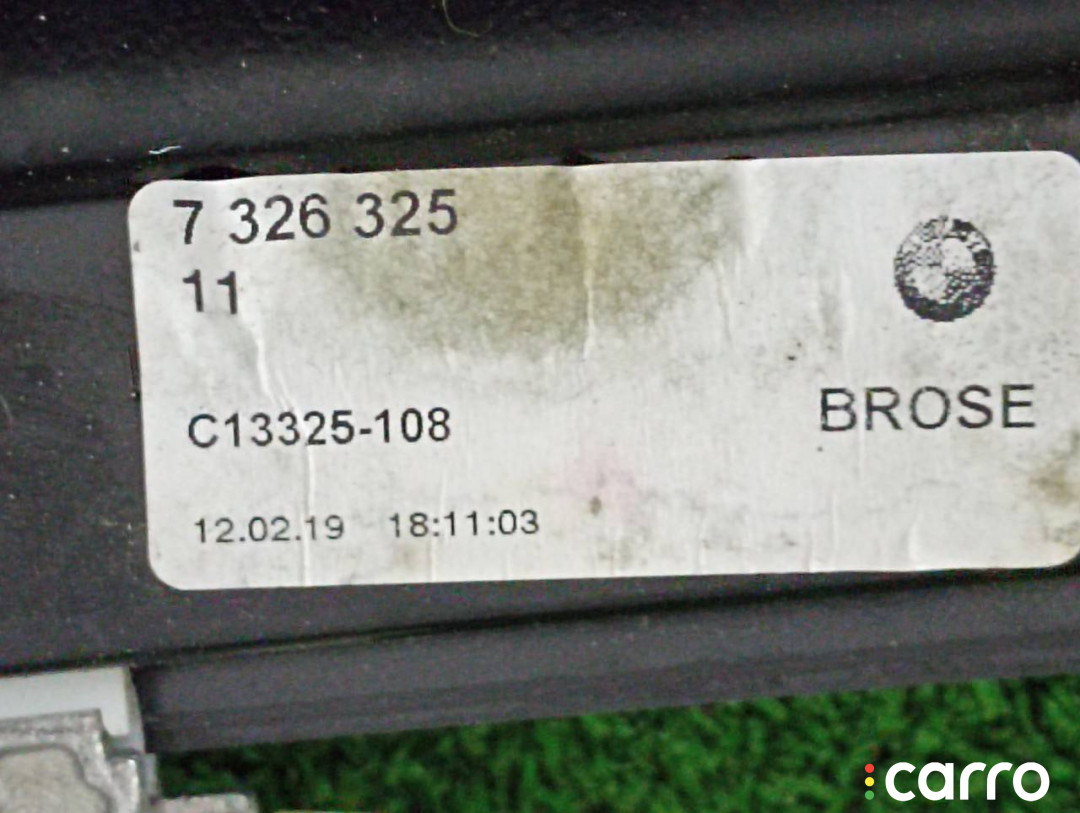 7 326 325
11
C13325-108
BROSE
12.02.19 18:11:03
carro